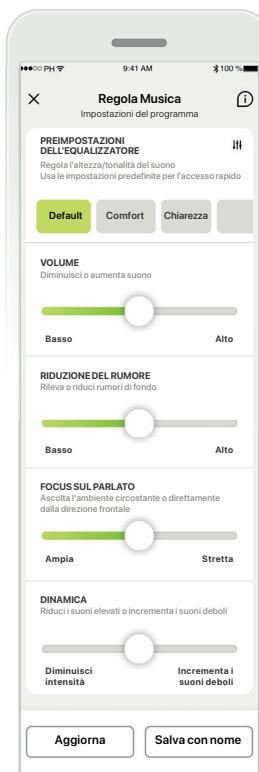 ●●○○ PH 9:41 AM 100 %
Regola Musica
Impostazioni del programma
PREIMPOSTAZIONI
DELL'EQUALIZZATORE
Regola l'altezza/tonalità del suono
Usa le impostazioni predefinite per l'accesso rapido
Default Comfort Chiarezza
VOLUME
Diminuisci o aumenta suono
Basso Alto
RIDUZIONE DEL RUMORE
Rileva o riduci rumori di fondo
Basso Alto
FOCUS SUL PARLATO
Ascolta l'ambiente circostante o direttamente
dalla direzione frontale
Ampia Stretta
DINAMICA
Riduci i suoni elevati o incrementa i suoni deboli
Diminuisci Incrementa i
intensità suoni deboli
Aggiorna Salva con nome